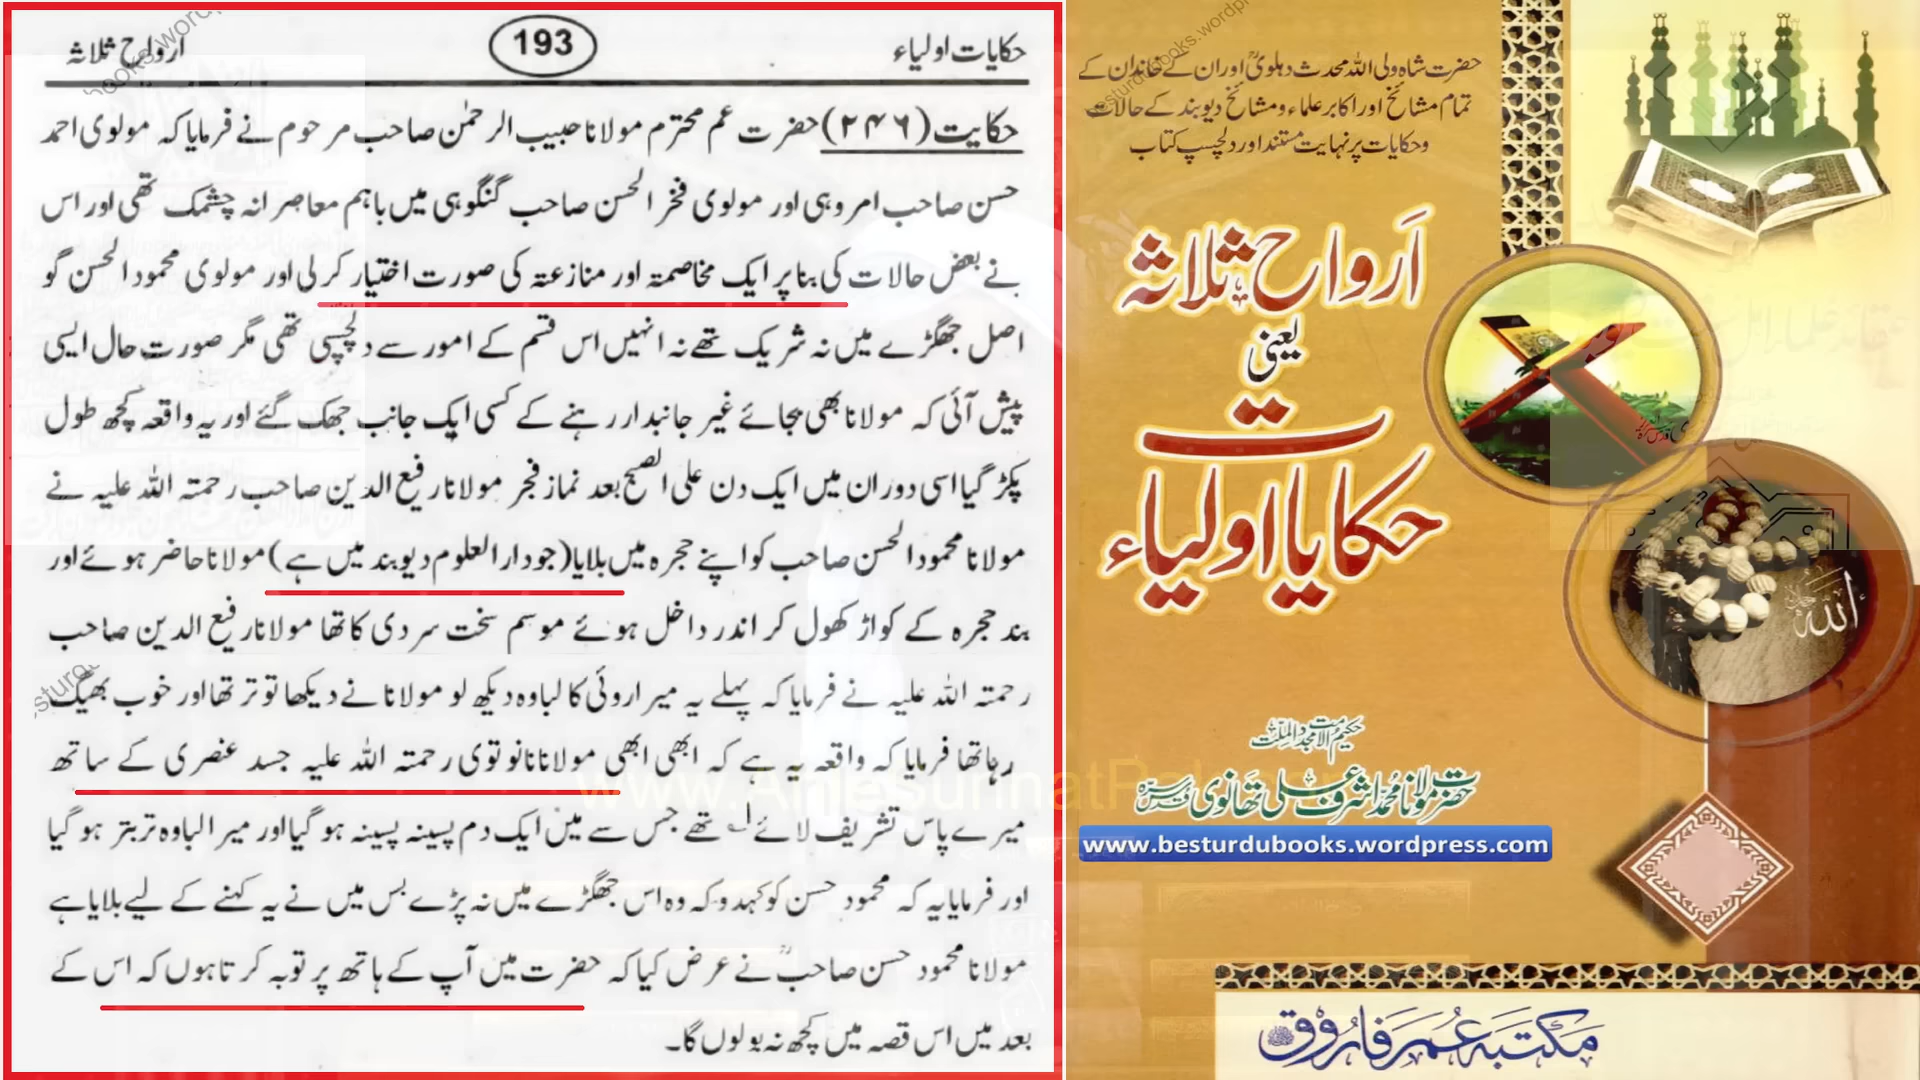 حکایات اولیاء
193
ارواح ثلاثہ
حکایت (۲۴۶) حضرت عم محترم مولانا حبیب الرحمٰن صاحب مرحوم نے فرمایا کہ مولوی احمد
حسن صاحب امروہی اور مولوی فخر الحسن صاحب گنگوہی میں باہم معاصرانہ چشمک تھی اور اس
نے بعض حالات کی بنا پر ایک مخاصمۃ اور منازعۃ کی صورت اختیار کرلی اور مولوی محمود الحسن گو
اصل جھگڑے میں نہ شریک تھے نہ انہیں اس قسم کے امور سے دلچسپی تھی مگر صورت حال ایسی
پیش آئی کہ مولانا بھی بجائے غیر جانبدار رہنے کے کسی ایک جانب جھک گئے اور یہ واقعہ کچھ طول
پکڑ گیا اسی دوران میں ایک دن علی الصبح بعد نماز فجر مولانا رفیع الدین صاحب رحمتہ اللہ علیہ نے
مولانا محمود الحسن صاحب کو اپنے حجرہ میں بلایا (جو دارالعلوم دیوبند میں ہے) مولانا حاضر ہوئے اور
بند حجرہ کے کواڑ کھول کر اندر داخل ہوئے موسم سخت سردی کا تھا مولانا رفیع الدین صاحب
رحمتہ اللہ علیہ نے فرمایا کہ پہلے یہ میرا روئی کا لبادہ دیکھ لو مولانا نے دیکھا تو تر تھا اور خوب بھیگ
رہا تھا فرمایا کہ واقعہ یہ ہے کہ ابھی ابھی مولانا نانوتوی رحمتہ اللہ علیہ جسد عنصری کے ساتھ
میرے پاس تشریف لائے تھے جس سے میں ایک دم پسینہ پسینہ ہوگیا اور میرا لبادہ تربتر ہوگیا
اور فرمایا یہ کہ محمود حسن کو کہدو کہ وہ اس جھگڑے میں نہ پڑے بس میں نے یہ کہنے کے لیے بلایا ہے
مولانا محمود حسن صاحبؒ نے عرض کیا کہ حضرت میں آپ کے ہاتھ پر توبہ کرتا ہوں کہ اس کے
بعد میں اس قصہ میں کچھ نہ بولوں گا۔
حضرت شاہ ولی اللہ محدث دہلویؒ اور ان کے خاندان کے
تمام مشائخ اور اکابر علماء و مشائخ دیوبند کے حالات
و حکایات پر نہایت مستند اور دلچسپ کتاب
اَرواح ثلاثہ
یعنی
حکایات اولیاء
اللہ
حکیم الامت مجدد الملت
حضرت مولانا محمد اشرف علی تھانوی قدس سرہ
www.besturdubooks.wordpress.com
مکتبہ عمر فاروق